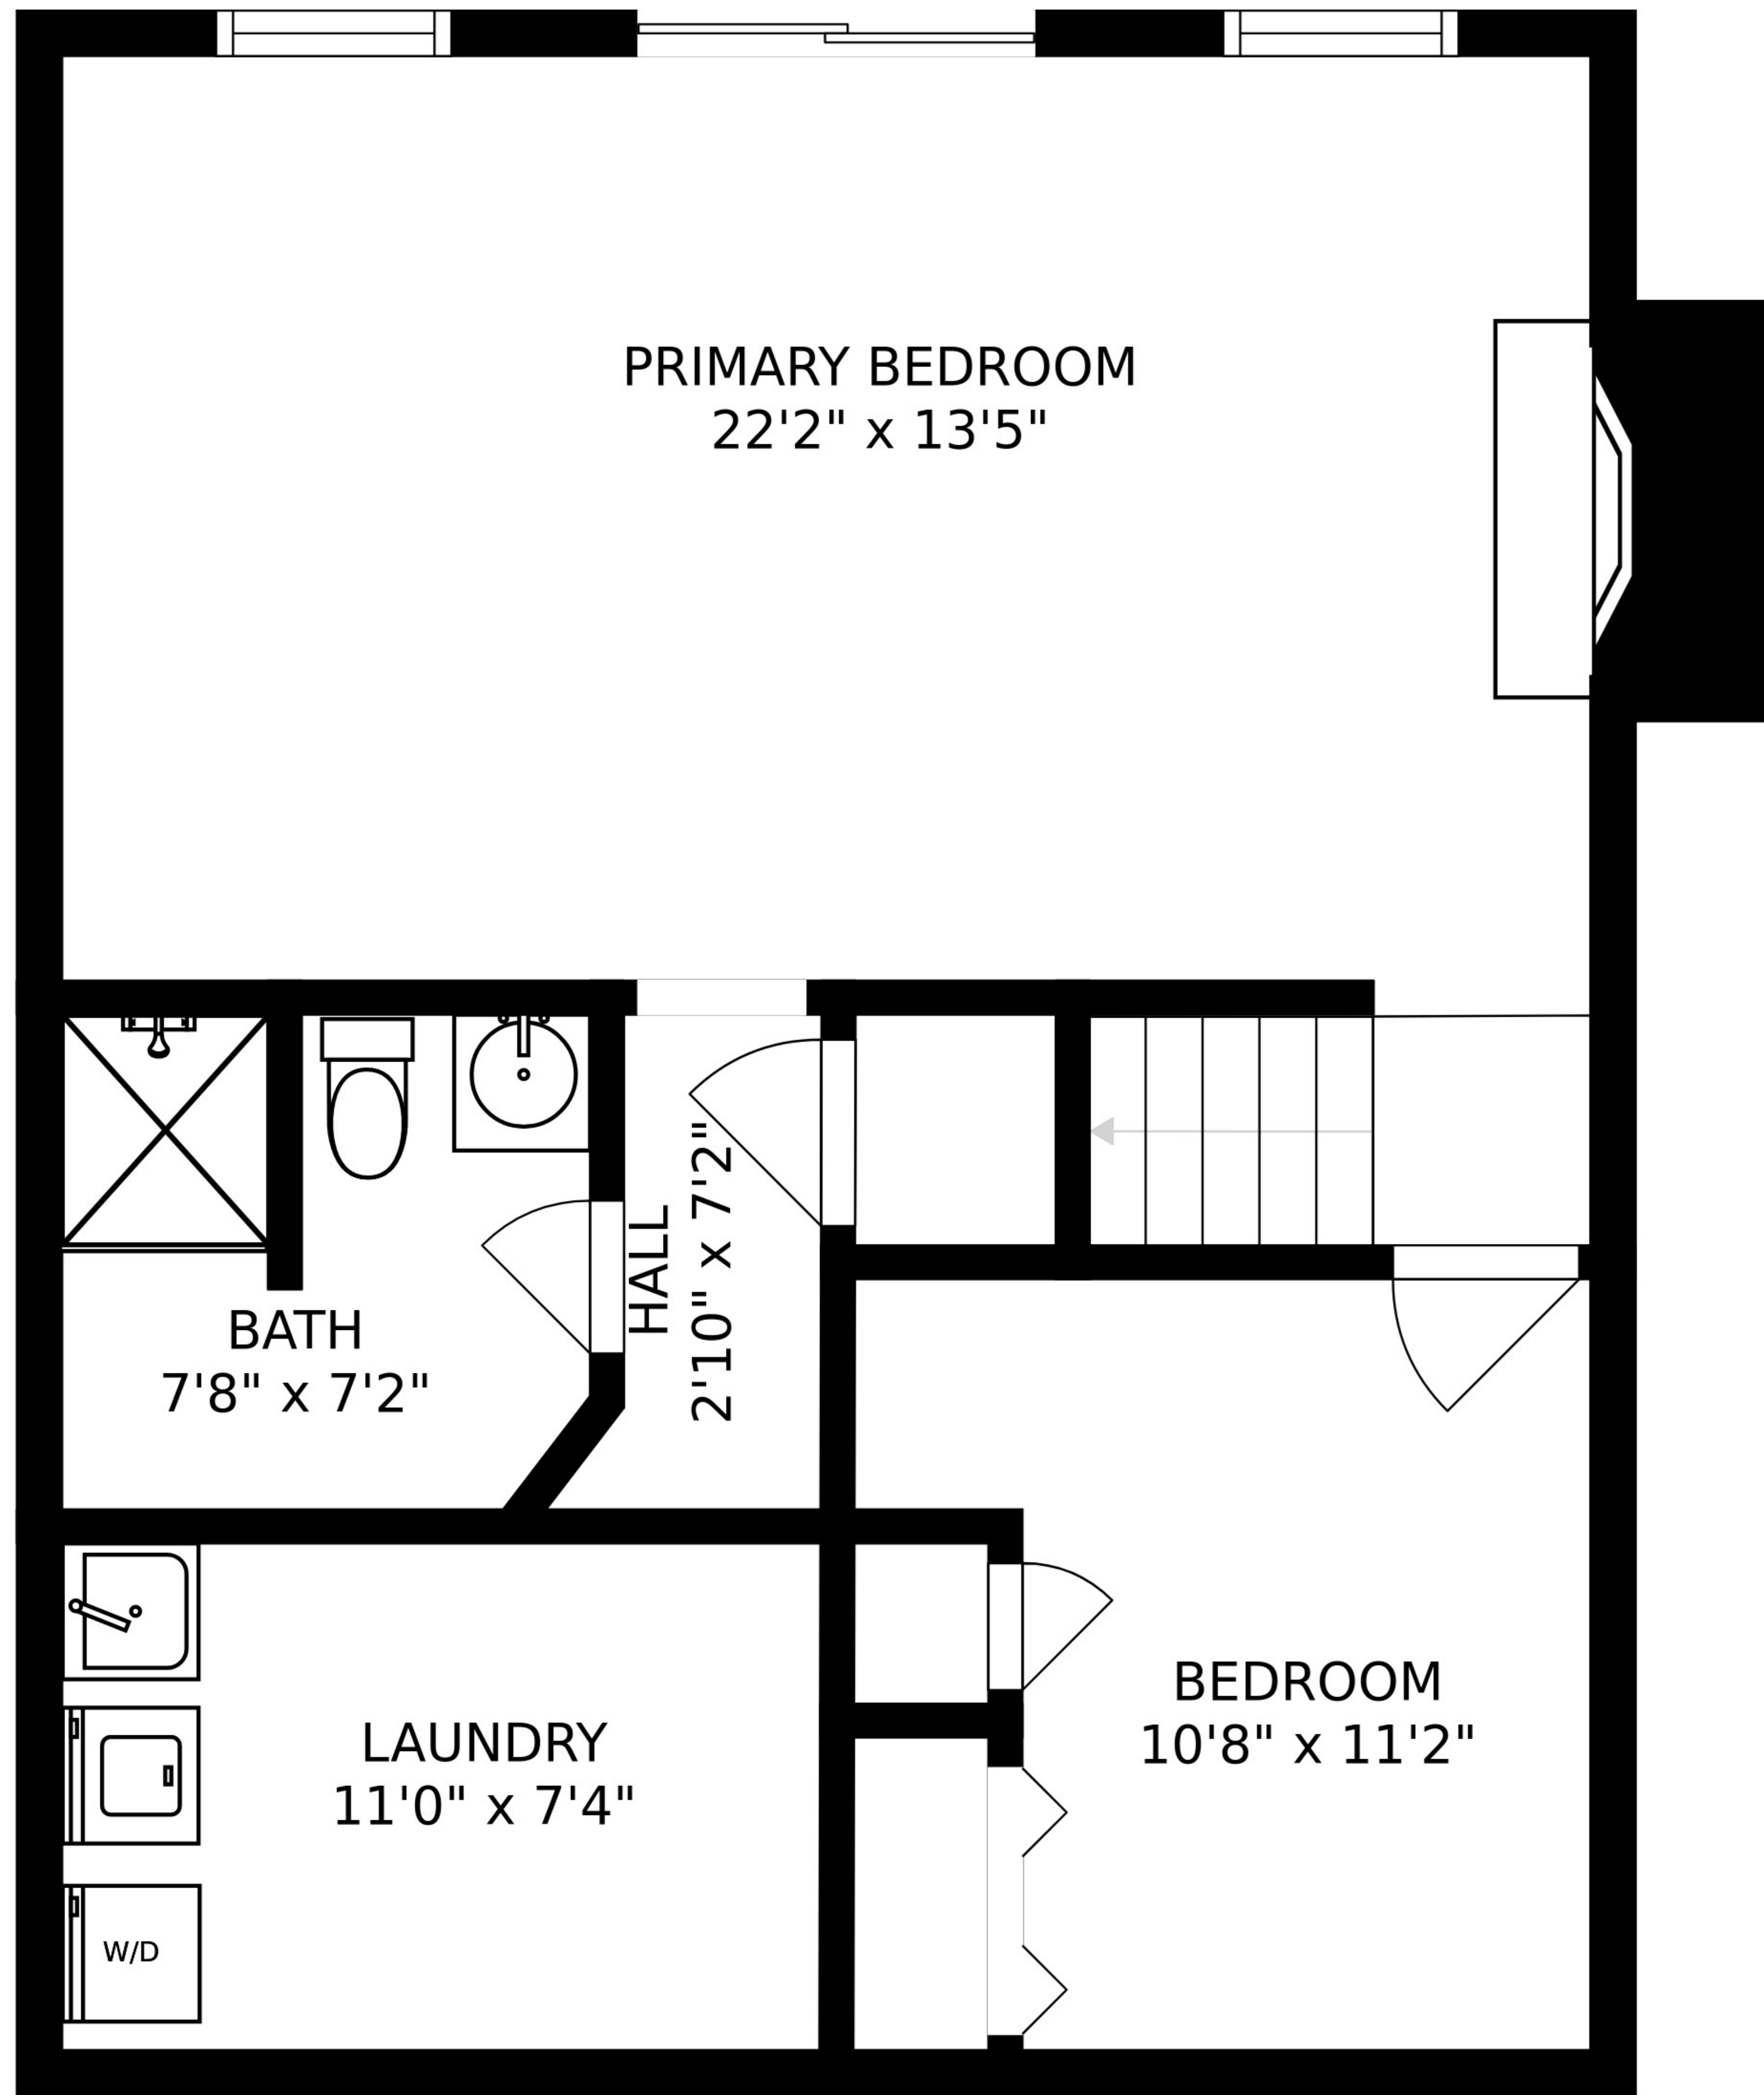 PRIMARY BEDROOM
22'2" x 13'5"
HALL
2'10" x 7'2"
BATH
7'8" x 7'2"
BEDROOM
10'8" x 11'2"
LAUNDRY
11'0" x 7'4"
W/D